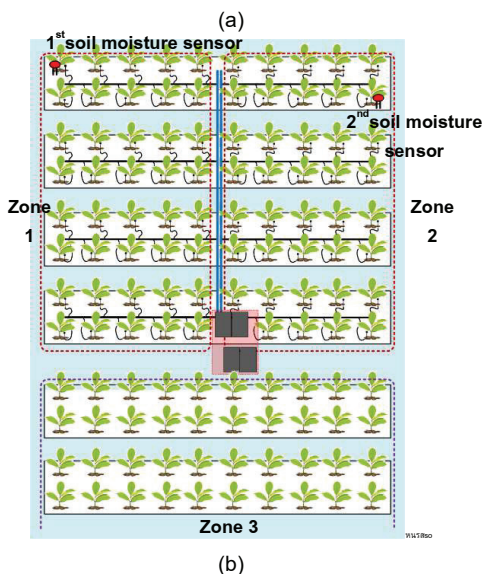 (a)
1st soil moisture sensor
2nd soil moisture
sensor
Zone
1
Zone
2
Zone 3
(b)